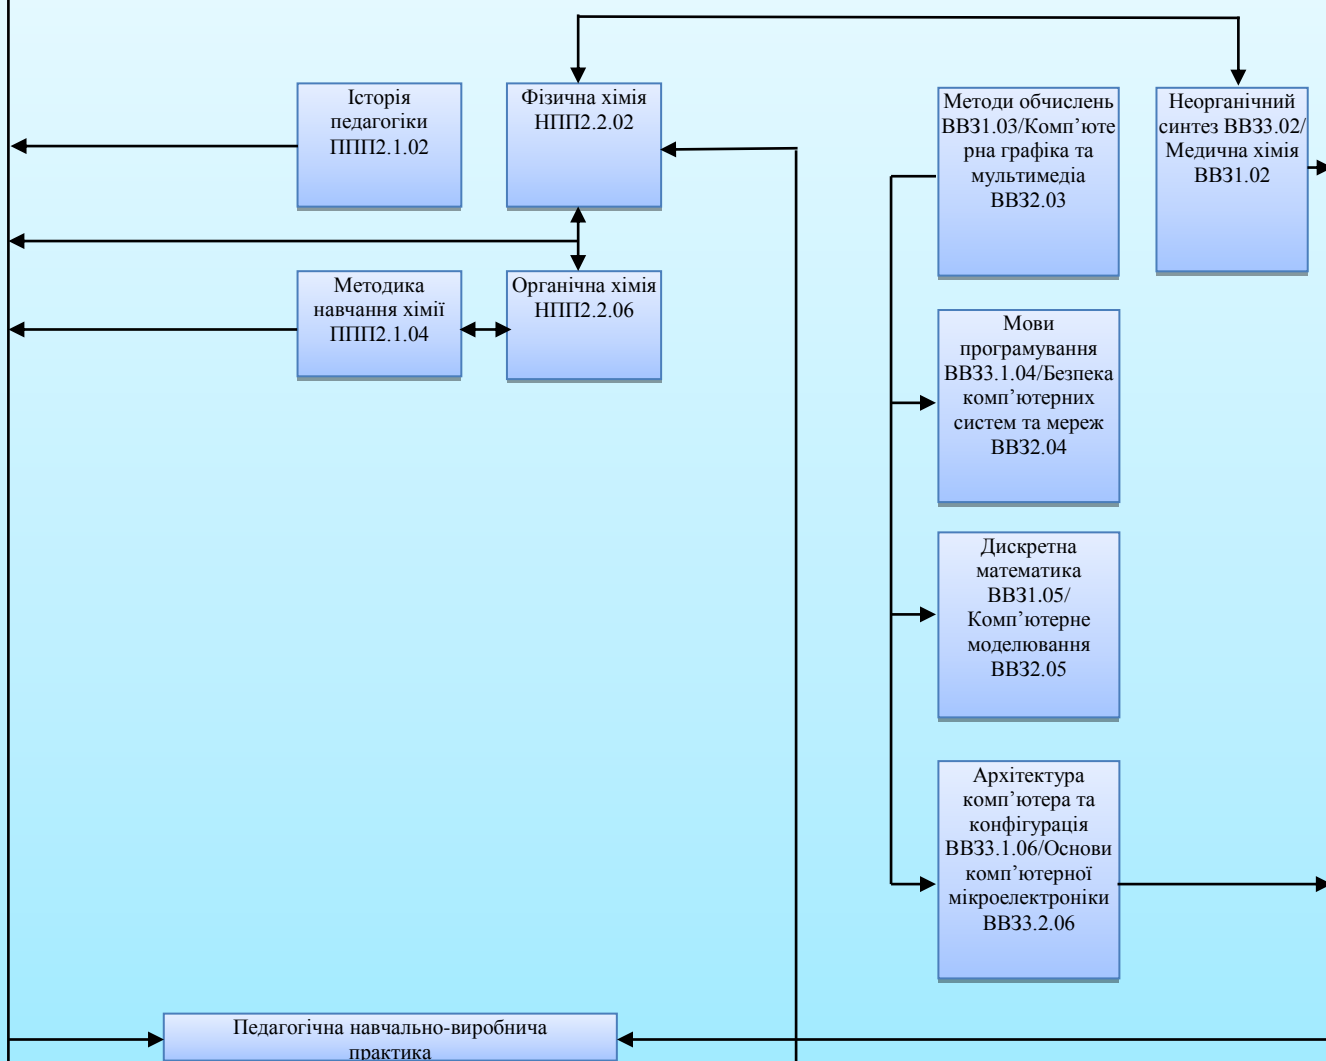 Історія
педагогіки
ППП2.1.02
Фізична хімія
НПП2.2.02
Методи обчислень
ВВЗ1.03/Комп’юте
рна графіка та
мультимедіа
ВВЗ2.03
Неорганічний
синтез ВВЗ3.02/
Медична хімія
ВВЗ1.02
Методика
навчання хімії
ППП2.1.04
Органічна хімія
НПП2.2.06
Мови
програмування
ВВЗ3.1.04/Безпека
комп’ютерних
систем та мереж
ВВЗ2.04
Дискретна
математика
ВВЗ1.05/
Комп’ютерне
моделювання
ВВЗ2.05
Архітектура
комп’ютера та
конфігурація
ВВЗ3.1.06/Основи
комп’ютерної
мікроелектроніки
ВВЗ3.2.06
Педагогічна навчально-виробнича
практика